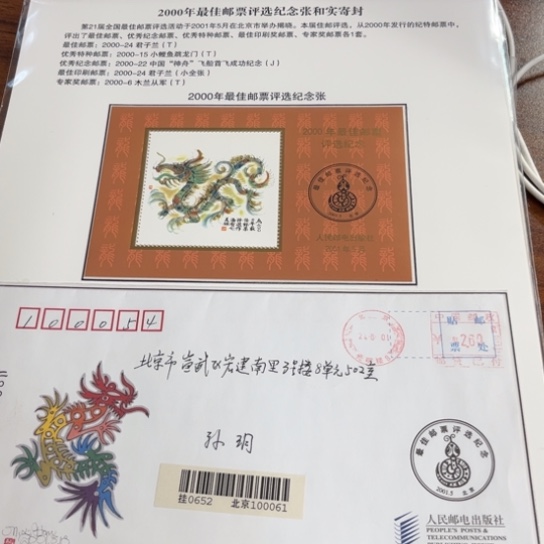 2000年最佳邮票评选纪念张和实寄封
第21届全国最佳邮票评选活动于2001年5月在北京市举办揭晓。本届佳邮评选,从2000年发行的纪特邮票中,
评出了最佳邮票、优秀纪念邮票、优秀特种邮票、最佳印刷奖邮票、专家奖邮票各1套。
最佳邮票:2000-24 君子兰(T)
优秀特种邮票:2000-15 小鲤鱼跳龙门(T)
优秀纪念邮票:2000-22 中国“神舟”飞船首飞成功纪念(J)
最佳印刷奖邮票:2000-24 君子兰(小全张)
专家奖邮票:2000-6 木兰从军(T)
2000年最佳邮票评选纪念张
2000年最佳邮票
评选纪念
最佳邮票评选纪念
2001.5 北京
人民邮电出版社
100054
邮 贴
处 票
北京市宣武区 建南里3号楼8单元502室
孙玥
挂0652 北京100061
最佳邮票评选纪念
2001.5 北京
人民邮电出版社
PEOPLE'S POSTS &
TELECOMMUNICATIONS